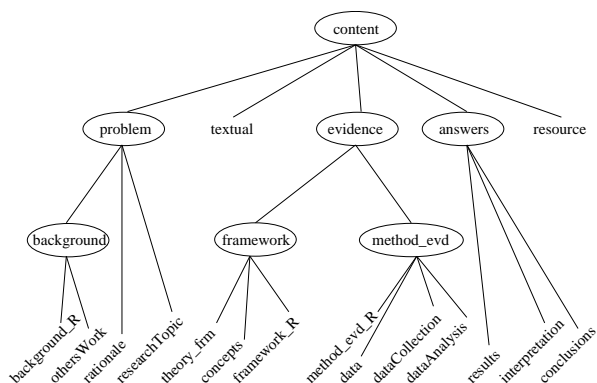 content
problem
textual
evidence
answers
resource
background
framework
method_evd
background_R
othersWork
rationale
researchTopic
theory_frm
concepts
framework_R
method_evd_R
data
dataCollection
dataAnalysis
results
interpretation
conclusions